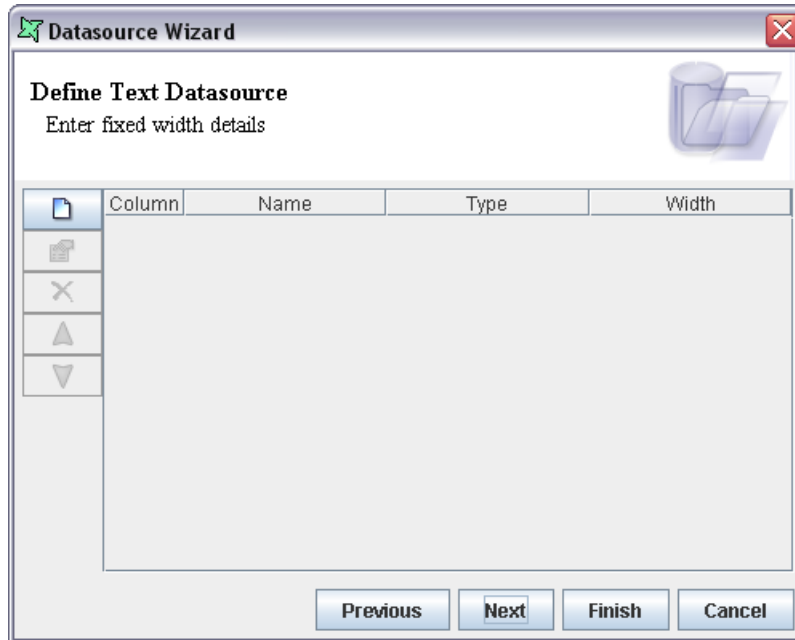 Datasource Wizard
Define Text Datasource
Enter fixed width details
Column Name Type Width
Previous Next Finish Cancel